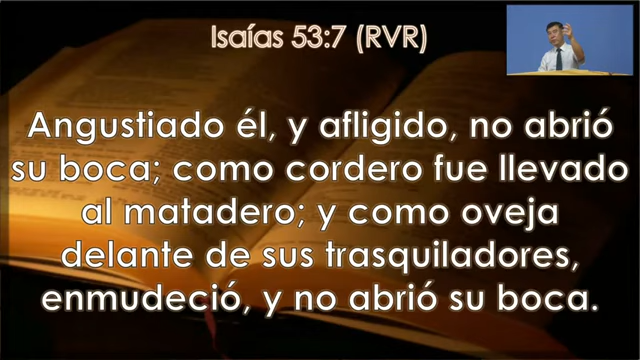 Isaías 53:7 (RVR)
Angustiado él, y afligido, no abrió
su boca; como cordero fue llevado
al matadero; y como oveja
delante de sus trasquiladores,
enmudeció, y no abrió su boca.